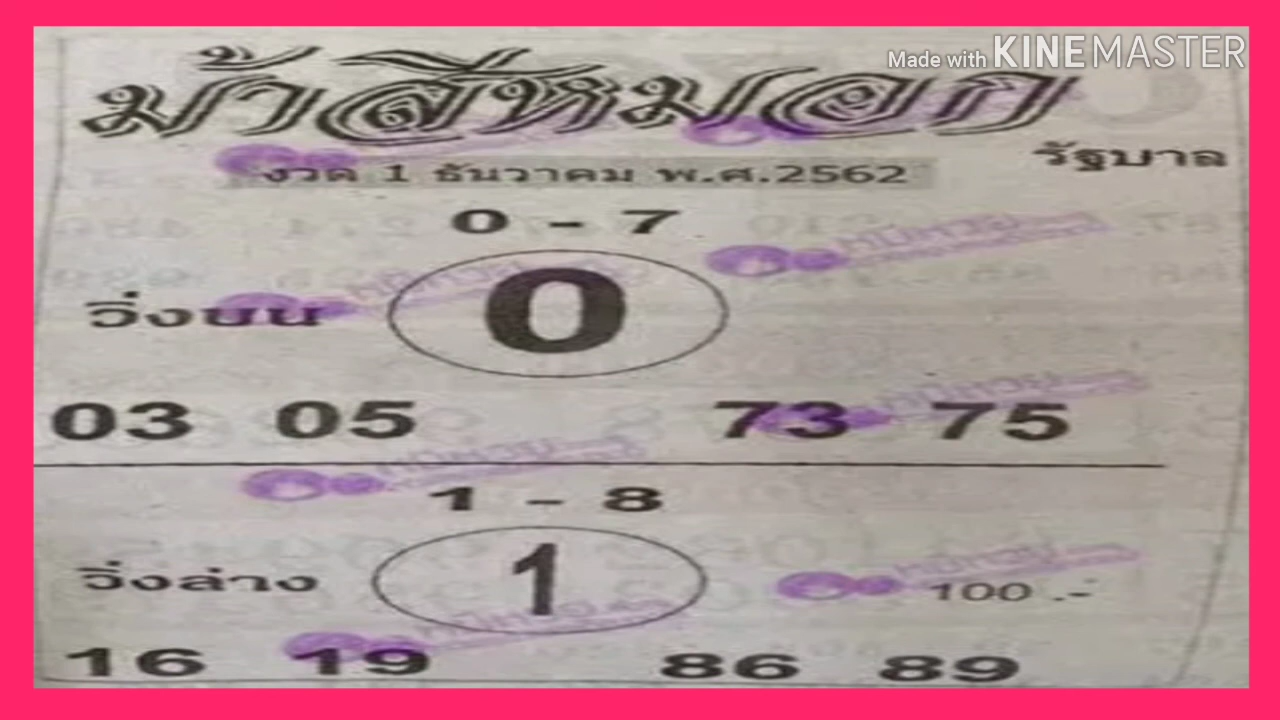 Made with KINEMASTER
ม้าสีหมอก
รัฐบาล
งวด 1 ธันวาคม พ.ศ.2562
0 - 7
วิ่งบน 0
03 05 73 75
1 - 8
วิ่งล่าง 1 100 .-
16 19 86 89